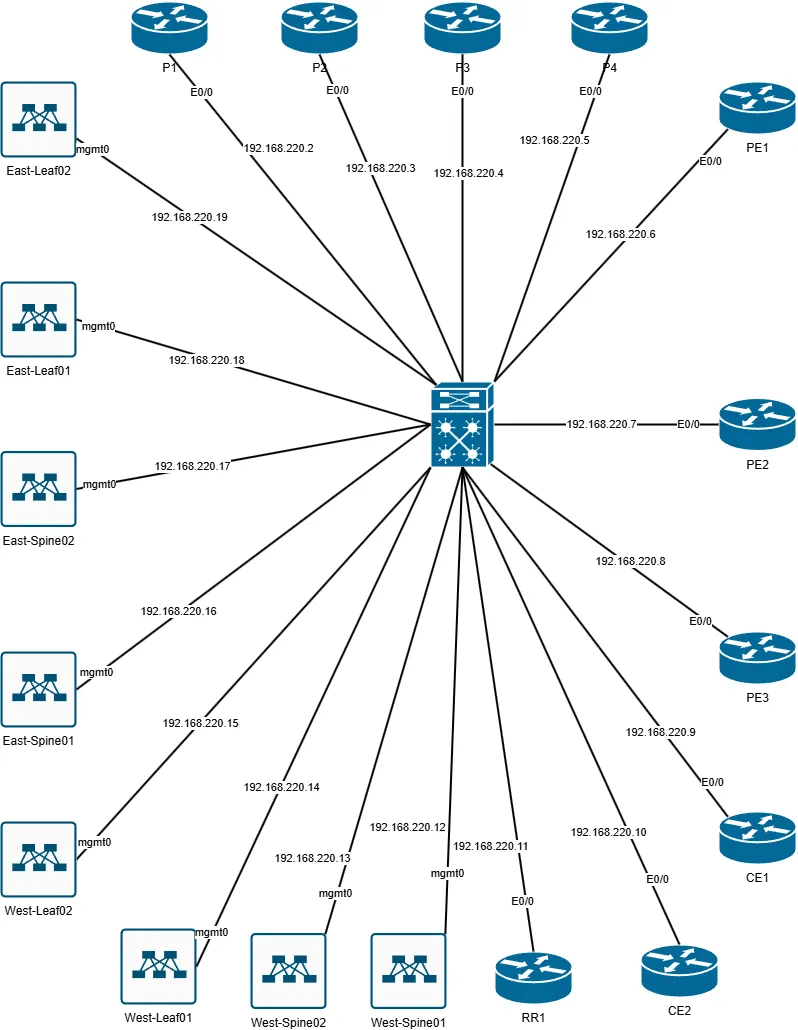 P1
P2
P3
P4
E0/0
E0/0
E0/0
E0/0
PE1
East-Leaf02
mgmt0
192.168.220.2
192.168.220.3
192.168.220.4
192.168.220.5
E0/0
192.168.220.19
192.168.220.6
East-Leaf01
mgmt0
192.168.220.18
192.168.220.7
E0/0
PE2
192.168.220.17
mgmt0
East-Spine02
192.168.220.8
192.168.220.16
E0/0
PE3
mgmt0
East-Spine01
192.168.220.15
192.168.220.9
E0/0
192.168.220.14
mgmt0
West-Leaf02
192.168.220.12
192.168.220.10
192.168.220.13
192.168.220.11
CE1
mgmt0
mgmt0
E0/0
E0/0
mgmt0
West-Leaf01
West-Spine02
West-Spine01
RR1
CE2